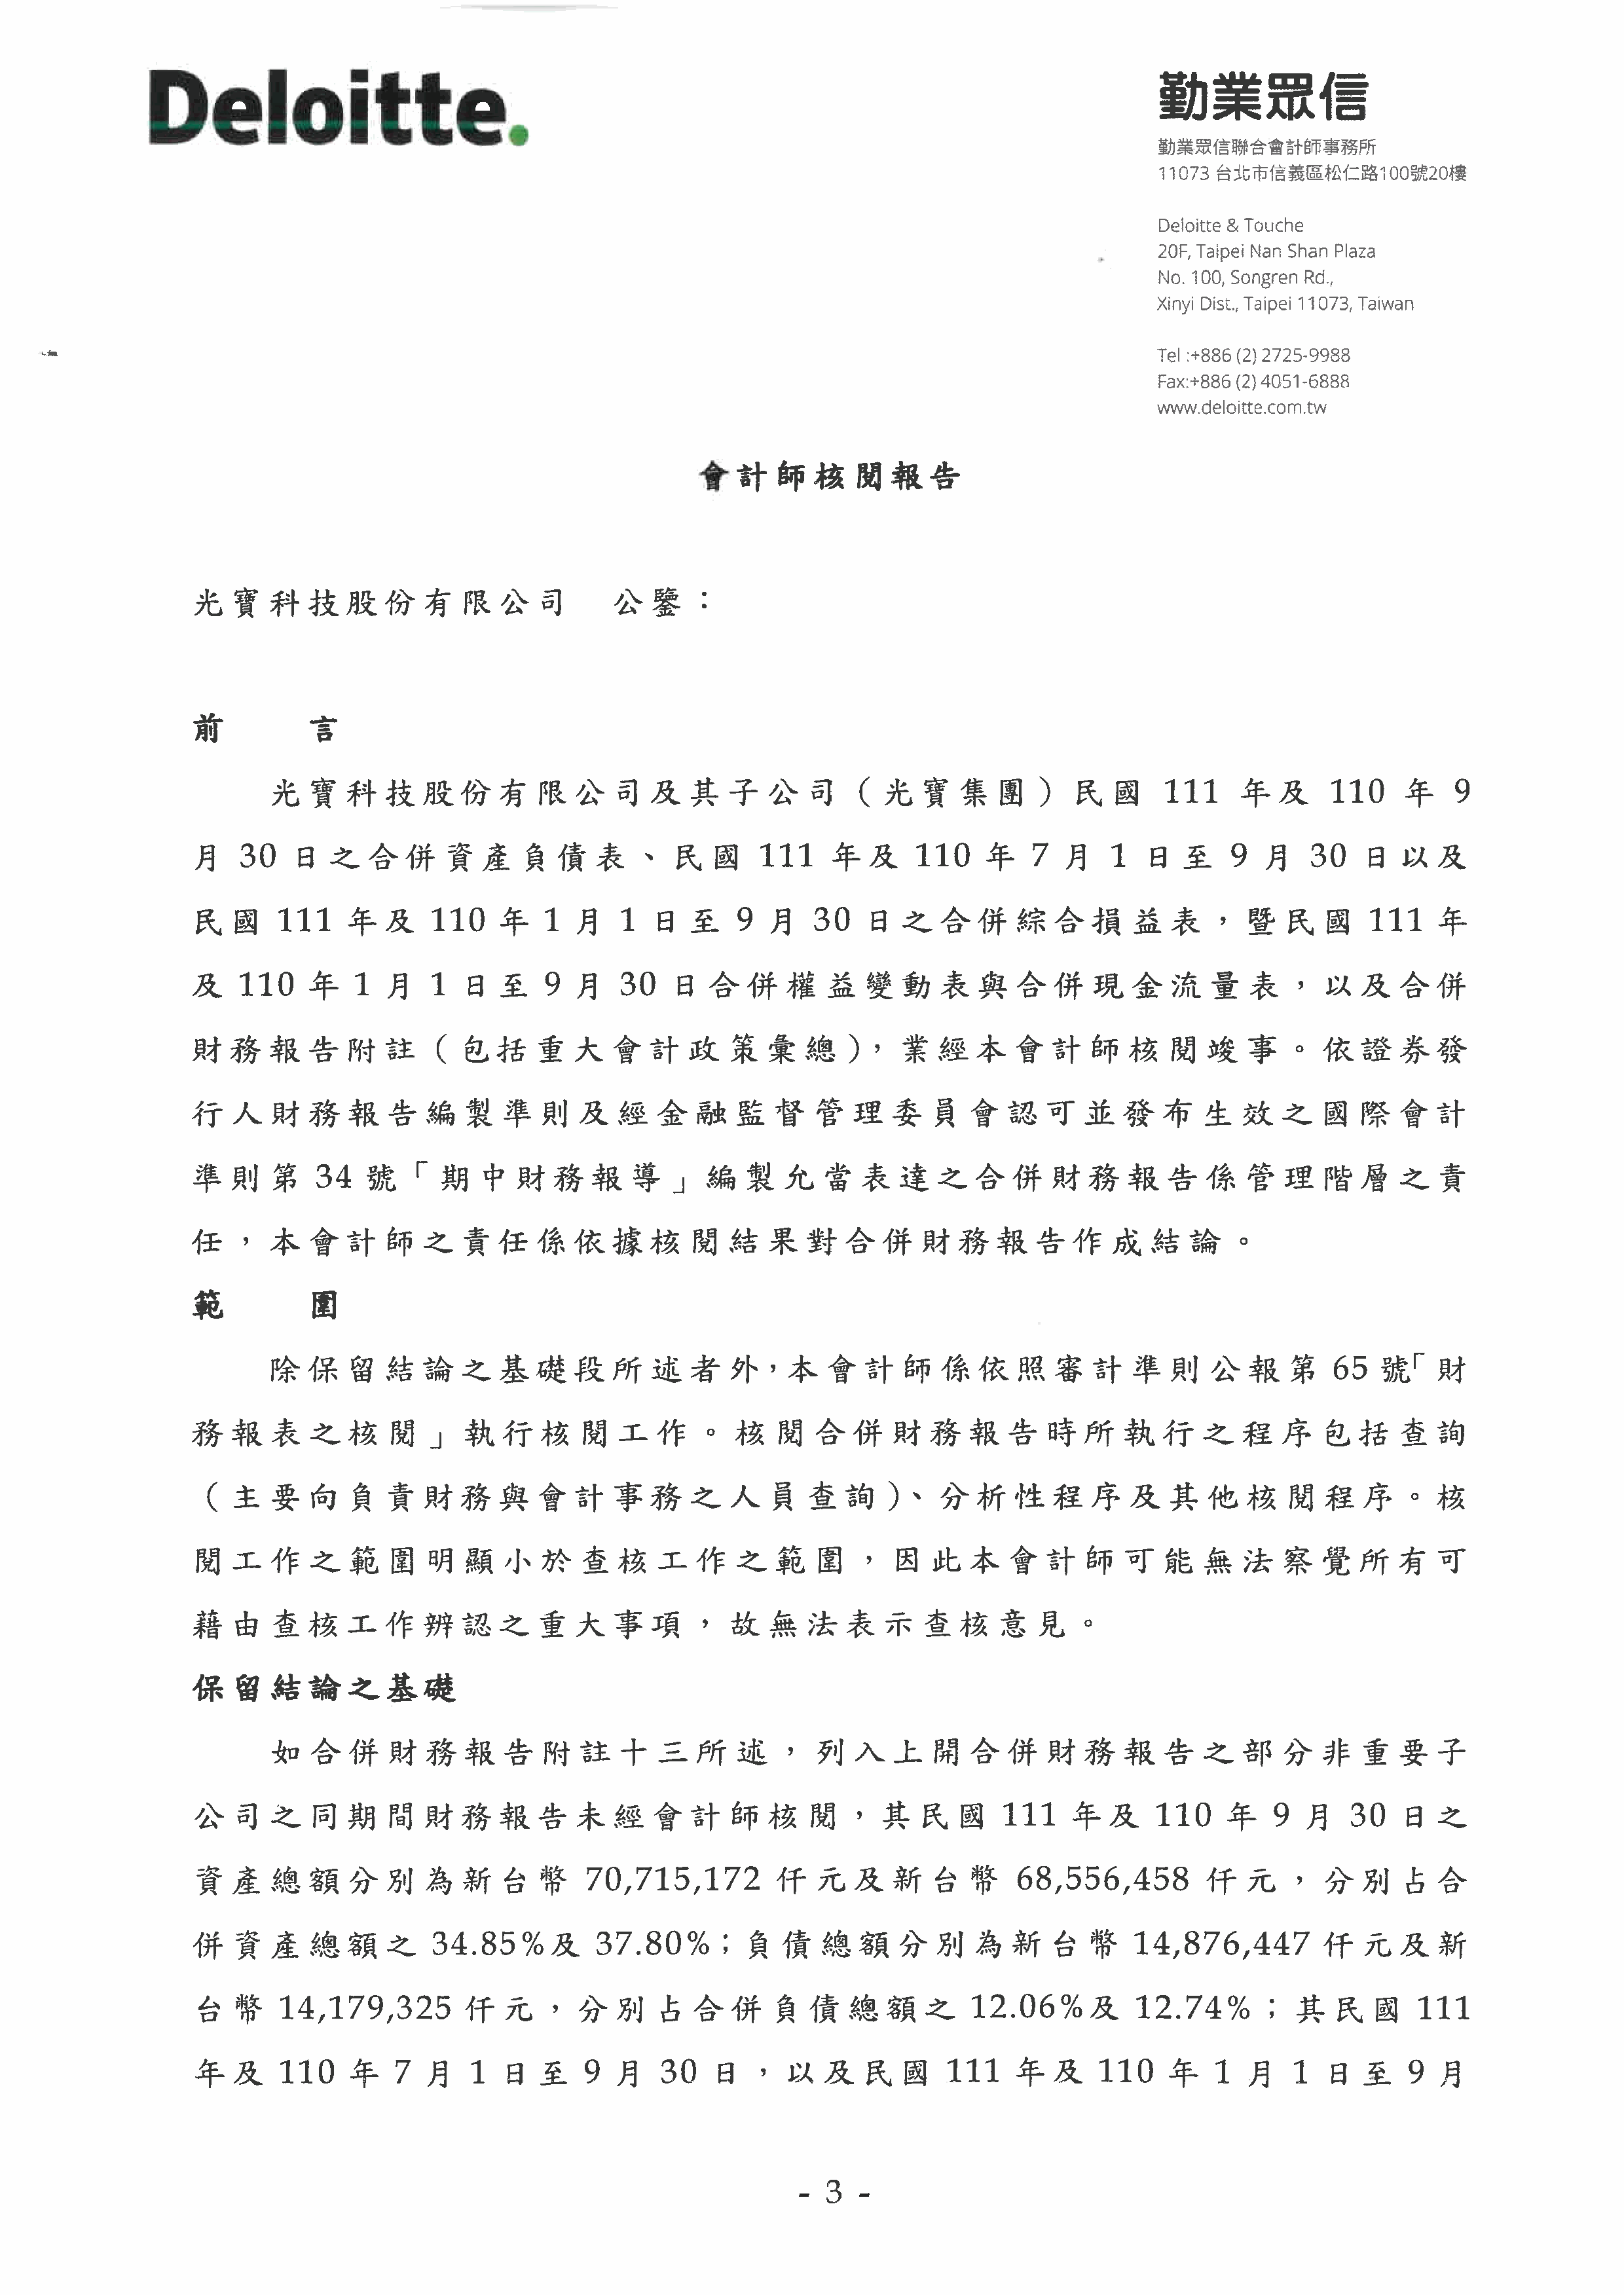 Deloitte.
勤業眾信
勤業眾信聯合會計師事務所
11073 台北市信義區松仁路100號20樓
Deloitte & Touche
20F, Taipei Nan Shan Plaza
No. 100, Songren Rd.,
Xinyi Dist., Taipei 11073, Taiwan
Tel :+886 (2) 2725-9988
Fax:+886 (2) 4051-6888
www.deloitte.com.tw
會計師核閱報告
光寶科技股份有限公司 公鑒：
前 言
光寶科技股份有限公司及其子公司（光寶集團）民國 111 年及 110 年 9
月 30 日之合併資產負債表、民國 111 年及 110 年 7 月 1 日至 9 月 30 日以及
民國 111 年及 110 年 1 月 1 日至 9 月 30 日之合併綜合損益表，暨民國 111 年
及 110 年 1 月 1 日至 9 月 30 日合併權益變動表與合併現金流量表，以及合併
財務報告附註（包括重大會計政策彙總），業經本會計師核閱竣事。依證券發
行人財務報告編製準則及經金融監督管理委員會認可並發布生效之國際會計
準則第 34 號「期中財務報導」編製允當表達之合併財務報告係管理階層之責
任，本會計師之責任係依據核閱結果對合併財務報告作成結論。
範 圍
除保留結論之基礎段所述者外，本會計師係依照審計準則公報第 65 號「財
務報表之核閱」執行核閱工作。核閱合併財務報告時所執行之程序包括查詢
（主要向負責財務與會計事務之人員查詢）、分析性程序及其他核閱程序。核
閱工作之範圍明顯小於查核工作之範圍，因此本會計師可能無法察覺所有可
藉由查核工作辨認之重大事項，故無法表示查核意見。
保留結論之基礎
如合併財務報告附註十三所述，列入上開合併財務報告之部分非重要子
公司之同期間財務報告未經會計師核閱，其民國 111 年及 110 年 9 月 30 日之
資產總額分別為新台幣 70,715,172 仟元及新台幣 68,556,458 仟元，分別占合
併資產總額之 34.85%及 37.80%；負債總額分別為新台幣 14,876,447 仟元及新
台幣 14,179,325 仟元，分別占合併負債總額之 12.06%及 12.74%；其民國 111
年及 110 年 7 月 1 日至 9 月 30 日，以及民國 111 年及 110 年 1 月 1 日至 9 月
- 3 -